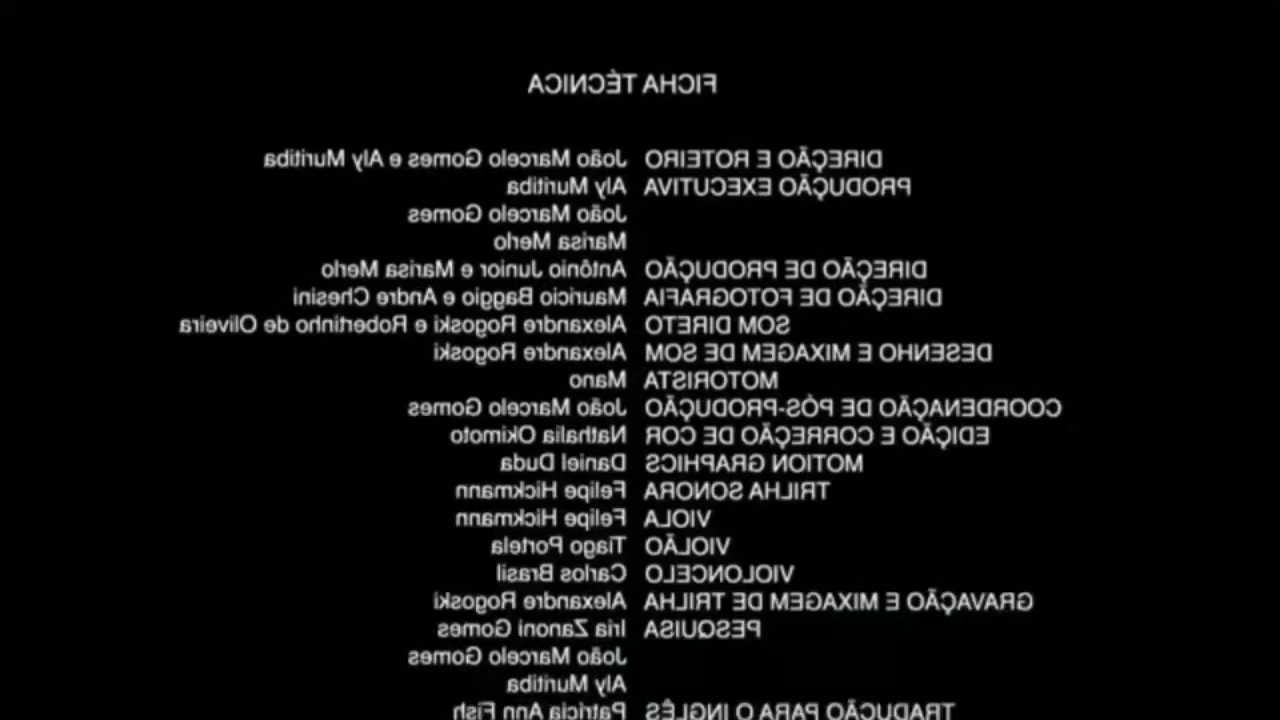 FICHA TÉCNICA
DIREÇÃO E ROTEIRO João Marcelo Gomes e Aly Muritiba
PRODUÇÃO EXECUTIVA Aly Muritiba
João Marcelo Gomes
Marisa Merlo
DIREÇÃO DE PRODUÇÃO Antônio Junior e Marisa Merlo
DIREÇÃO DE FOTOGRAFIA Mauricio Baggio e Andre Chesini
SOM DIRETO Alexandre Rogoski e Robertinho de Oliveira
DESENHO E MIXAGEM DE SOM Alexandre Rogoski
MOTORISTA Mano
COORDENAÇÃO DE PÓS-PRODUÇÃO João Marcelo Gomes
EDIÇÃO E CORREÇÃO DE COR Nathalia Okimoto
MOTION GRAPHICS Daniel Duda
TRILHA SONORA Felipe Hickmann
VIOLA Felipe Hickmann
VIOLÃO Tiago Portela
VIOLONCELO Carlos Brasil
GRAVAÇÃO E MIXAGEM DE TRILHA Alexandre Rogoski
PESQUISA Iria Zanoni Gomes
João Marcelo Gomes
Aly Muritiba
TRADUÇÃO PARA O INGLÊS Patricia Ann Fish